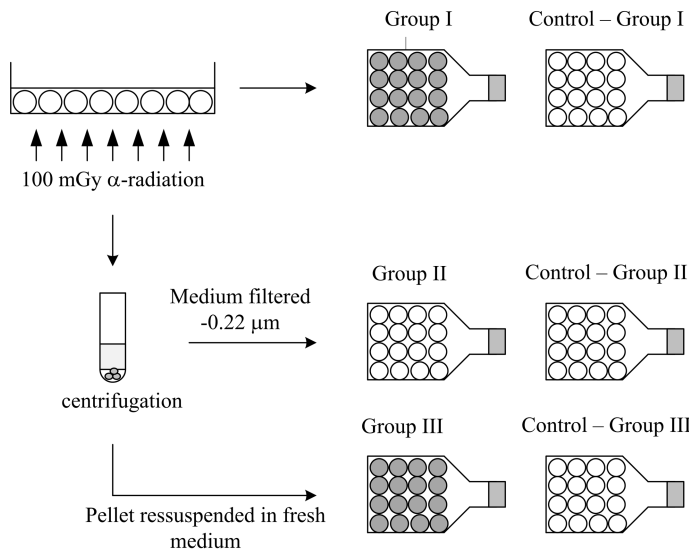 Group I
Control – Group I
100 mGy α-radiation
Group II
Control – Group II
Medium filtered
-0.22 μm
centrifugation
Group III
Control – Group III
Pellet ressuspended in fresh
medium